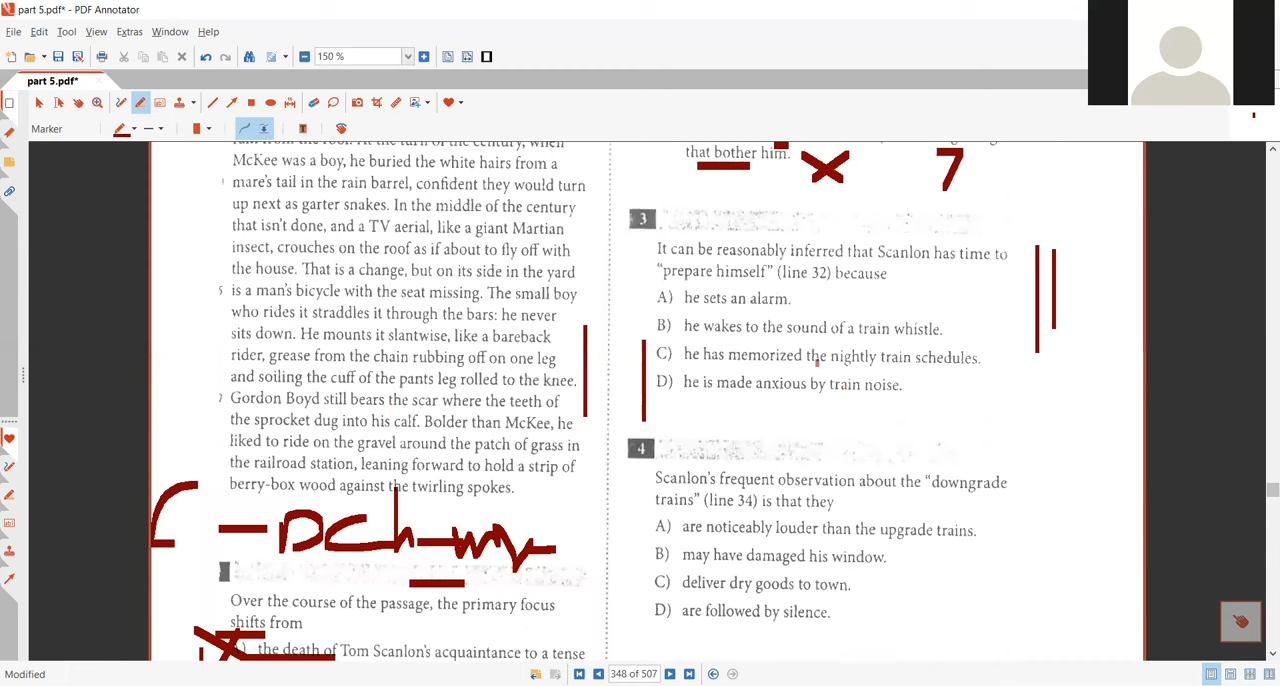 part 5.pdf* - PDF Annotator
File Edit Tool View Extras Window Help
150 %
part 5.pdf*
Marker
McKee was a boy, he buried the white hairs from a
mare's tail in the rain barrel, confident they would turn
up next as garter snakes. In the middle of the century
that isn't done, and a TV aerial, like a giant Martian
insect, crouches on the roof as if about to fly off with
the house. That is a change, but on its side in the yard
is a man's bicycle with the seat missing. The small boy
who rides it straddles it through the bars: he never
sits down. He mounts it slantwise, like a bareback
rider, grease from the chain rubbing off on one leg
and soiling the cuff of the pants leg rolled to the knee.
Gordon Boyd still bears the scar where the teeth of
the sprocket dug into his calf. Bolder than McKee, he
liked to ride on the gravel around the patch of grass in
the railroad station, leaning forward to hold a strip of
berry-box wood against the twirling spokes.
Over the course of the passage, the primary focus
shifts from
the death of Tom Scanlon's acquaintance to a tense
that bother him.
7
3
It can be reasonably inferred that Scanlon has time to
“prepare himself” (line 32) because
A) he sets an alarm.
B) he wakes to the sound of a train whistle.
C) he has memorized the nightly train schedules.
D) he is made anxious by train noise.
4
Scanlon's frequent observation about the “downgrade
trains” (line 34) is that they
A) are noticeably louder than the upgrade trains.
B) may have damaged his window.
C) deliver dry goods to town.
D) are followed by silence.
Modified
348 of 507